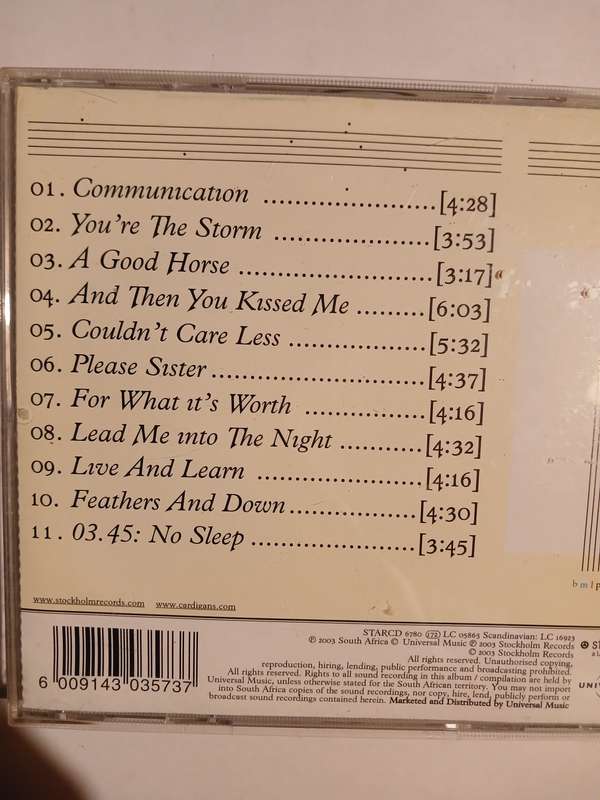 01. Communication ........................[4:28]
02. You're The Storm ......................[3:53]
03. A Good Horse ...........................[3:17]«
04. And Then You Kissed Me .........[6:03]
05. Couldn't Care Less ...................[5:32]
06. Please Sister..............................[4:37]
07. For What it's Worth .................[4:16]
08. Lead Me into The Night ...........[4:32]
09. Live And Learn .......................[4:16]
10. Feathers And Down.................[4:30]
11. 03.45: No Sleep .......................[3:45]
www.stockholmrecords.com www.cardigans.com
STARCD 6780 (172) LC 05863 Scandinavian: LC 16923
℗ 2003 South Africa © Universal Music ℗ 2003 Stockholm Records
© 2003 Stockholm Records
All rights reserved. Unauthorised copying,
reproduction, hiring, lending, public performance and broadcasting prohibited.
All rights reserved. Rights to all sound recording in this album / compilation are held by
Universal Music, unless otherwise stated for the South African territory. You may not import
into South Africa copies of the sound recordings, nor copy, hire, lend, publicly perform or
broadcast sound recordings contained herein. Marketed and Distributed by Universal Music
6 009143 035737